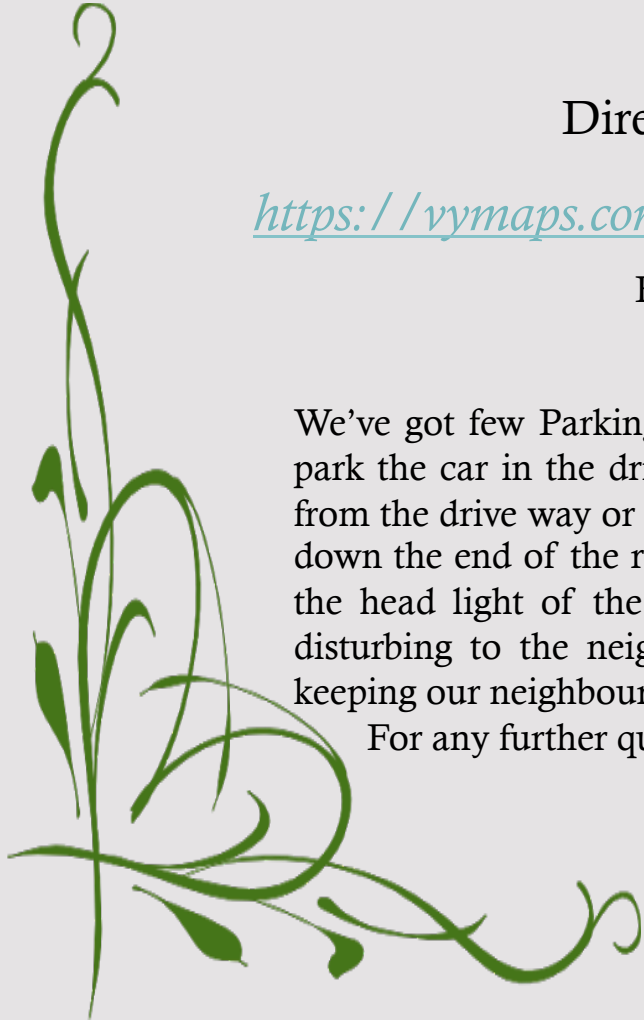 Dire
https://vymaps.co
We've got few Parking
park the car in the dri
from the drive way or
down the end of the r
the head light of the
disturbing to the neig
keeping our neighbour
For any further qu